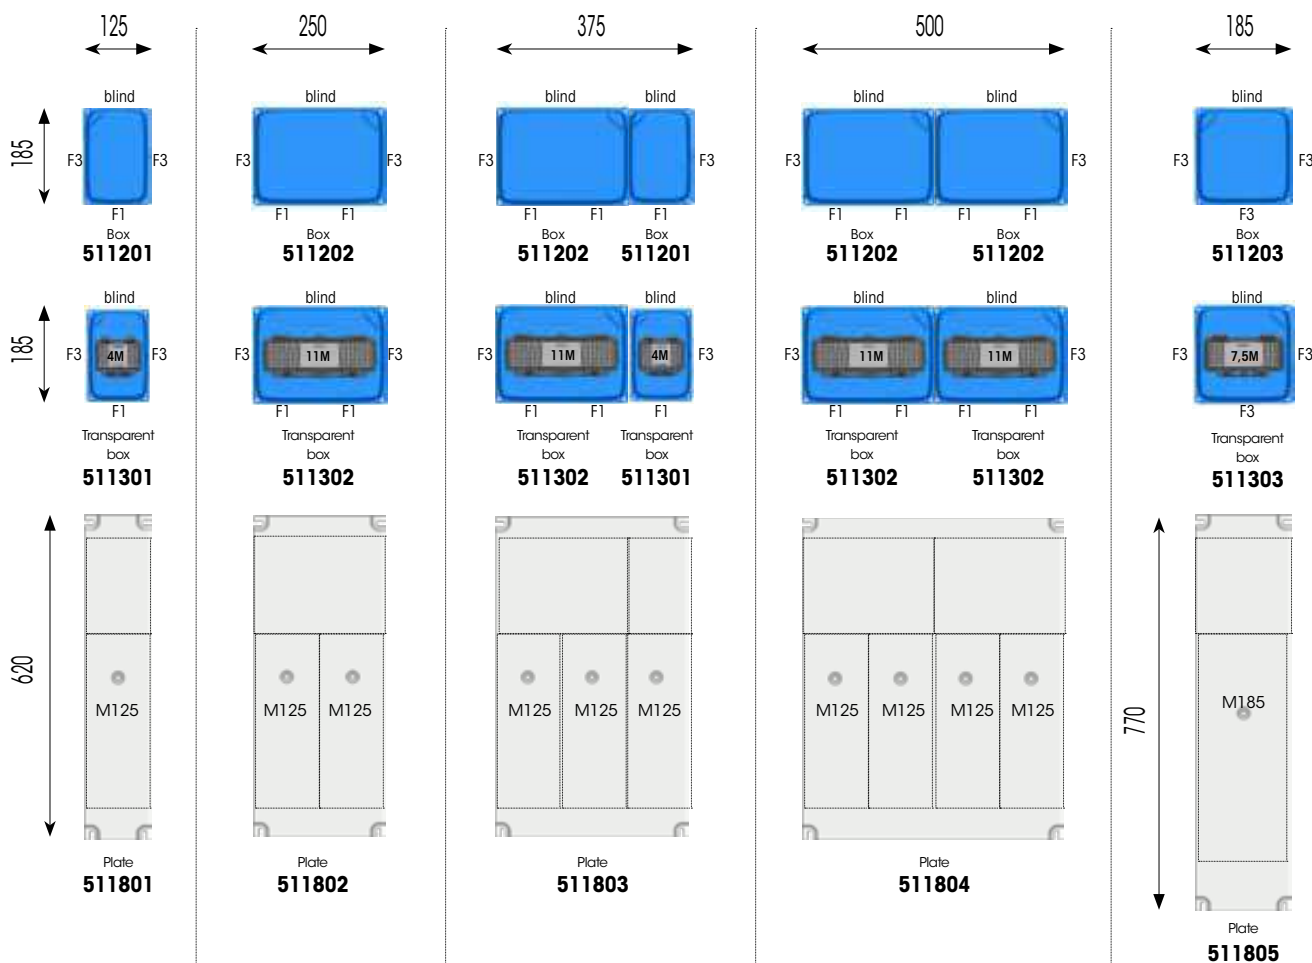 125
250
375
500
185
blind
blind
blind
blind
blind
blind
blind
185
F3
F3
F3
F3
F3
F3
F3
F3
F3
F3
F1
F1
F1
F1
F1
F1
F1
F1
F1
F1
F3
Box
Box
Box
Box
Box
Box
Box
511201
511202
511202
511201
511202
511202
511203
blind
blind
blind
blind
blind
blind
blind
185
F3
4M
F3
F3
11M
F3
F3
11M
4M
F3
F3
11M
11M
F3
F3
7,5M
F3
F1
F1
F1
F1
F1
F1
F1
F1
F1
F1
F3
Transparent
box
511301
Transparent
box
511302
Transparent
box
511302
Transparent
box
511301
Transparent
box
511302
Transparent
box
511302
Transparent
box
511303
620
770
M125
M125
M125
M125
M125
M125
M125
M125
M125
M125
M185
Plate
511801
Plate
511802
Plate
511803
Plate
511804
Plate
511805